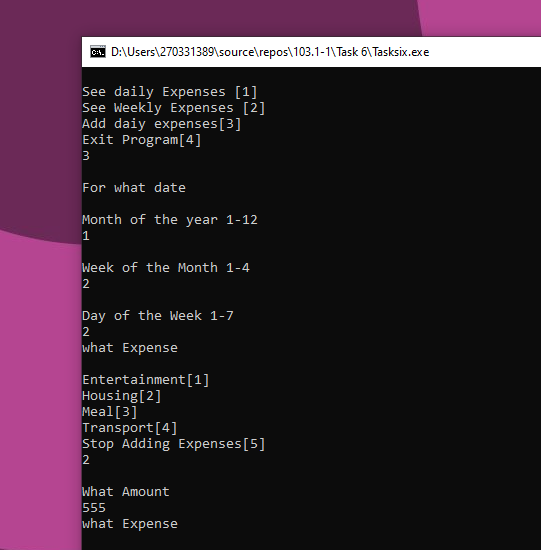 D:\Users\270331389\source\repos\103.1-1\Task 6\Tasksix.exe
See daily Expenses [1]
See Weekly Expenses [2]
Add daiy expenses[3]
Exit Program[4]
3
For what date
Month of the year 1-12
1
Week of the Month 1-4
2
Day of the Week 1-7
2
what Expense
Entertainment[1]
Housing[2]
Meal[3]
Transport[4]
Stop Adding Expenses[5]
2
What Amount
555
what Expense